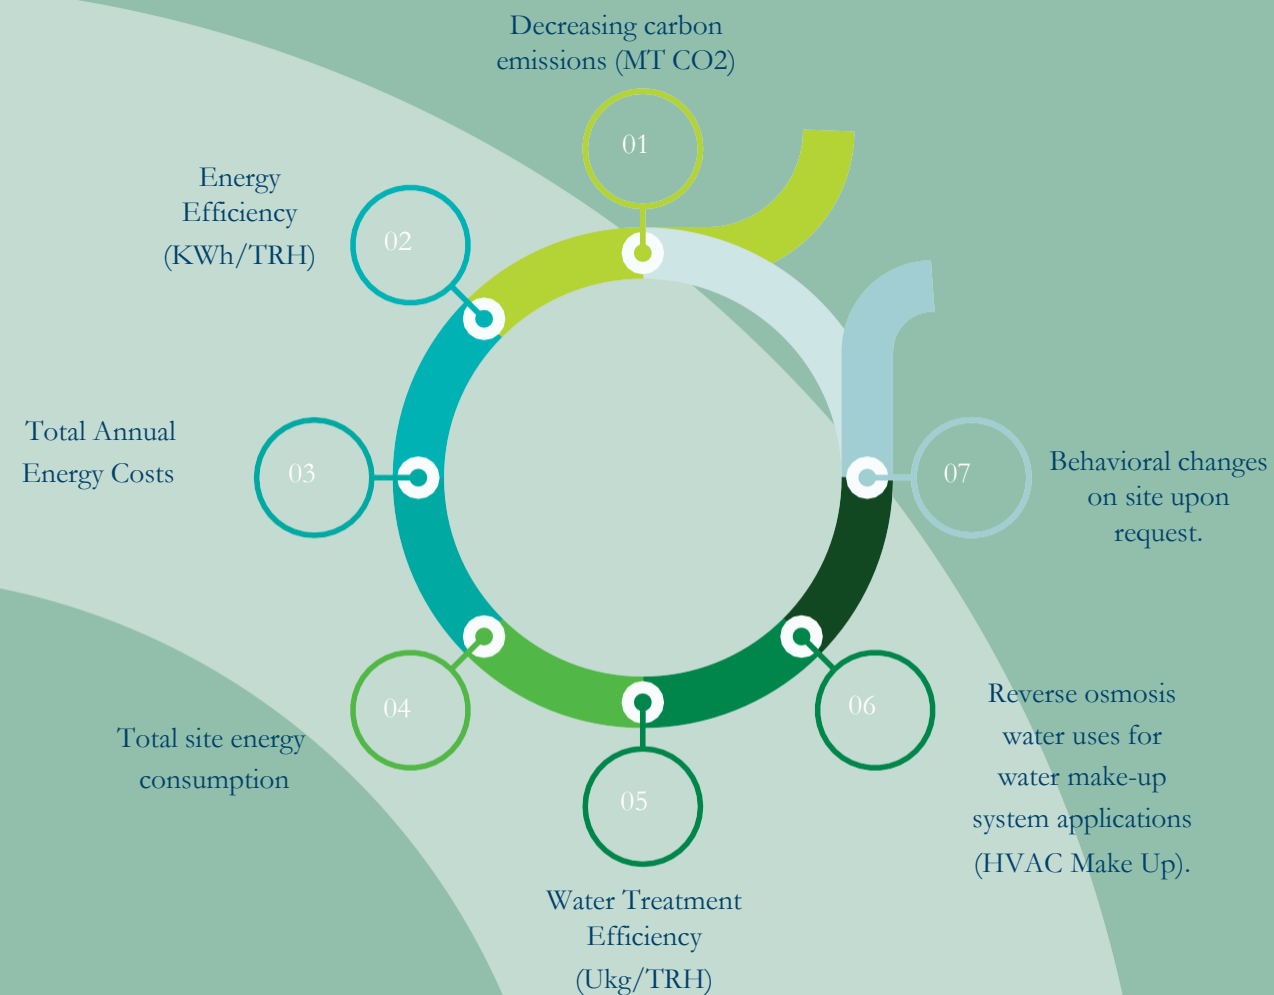 Decreasing carbon
emissions (MT CO2)
01
Energy
Efficiency
(KWh/TRH)
02
Total Annual
Energy Costs
03
Total site energy
consumption
04
Water Treatment
Efficiency
(Ukg/TRH)
05
Reverse osmosis
water uses for
water make-up
system applications
(HVAC Make Up).
06
Behavioral changes
on site upon
request.
07